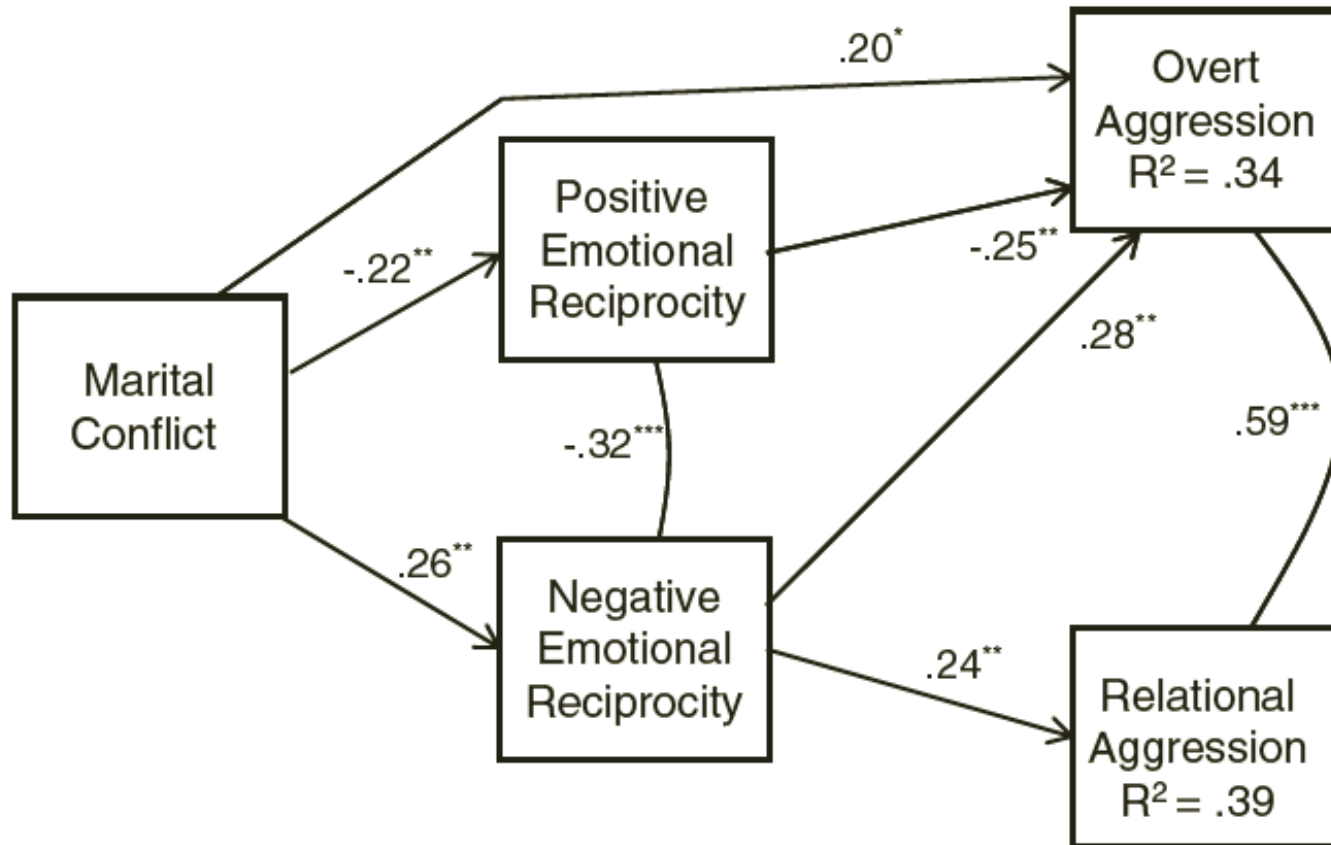 .20*
Overt
Aggression
R² = .34
Positive
Emotional
Reciprocity
-.22**
-.25**
Marital
Conflict
.28**
-.32***
.59***
.26**
Negative
Emotional
Reciprocity
.24**
Relational
Aggression
R² = .39